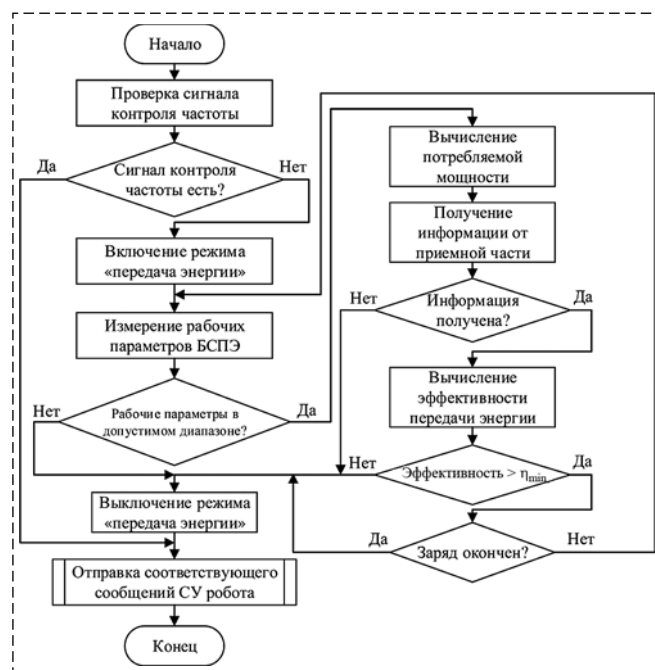 Начало
Проверка сигнала
контроля частоты
Да
Сигнал контроля
частоты есть?
Нет
Включение режима
«передача энергии»
Измерение рабочих
параметров БСПЭ
Нет
Рабочие параметры в
допустимом диапазоне?
Да
Выключение режима
«передача энергии»
Отправка соответствующего
сообщений СУ робота
Конец
Вычисление
потребляемой
мощности
Получение
информации от
приемной части
Нет
Информация
получена?
Да
Вычисление
эффективности
передачи энергии
Нет
Эффективность > ηmin
Да
Да
Заряд окончен?
Нет